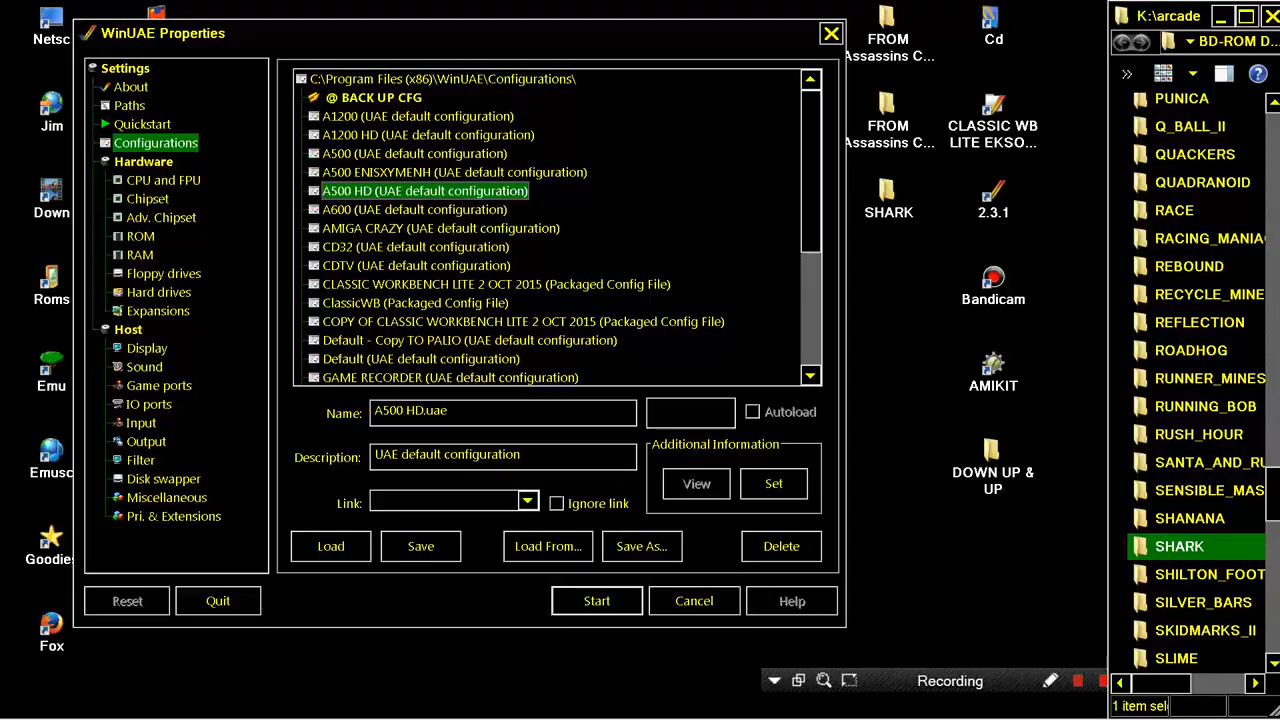 Netsc
Jim
Down
Roms
Emu
Emusc
Goodies
Fox
WinUAE Properties
Settings
About
Paths
Quickstart
Configurations
Hardware
CPU and FPU
Chipset
Adv. Chipset
ROM
RAM
Floppy drives
Hard drives
Expansions
Host
Display
Sound
Game ports
IO ports
Input
Output
Filter
Disk swapper
Miscellaneous
Pri. & Extensions
Reset
Quit
C:\Program Files (x86)\WinUAE\Configurations\
@ BACK UP CFG
A1200 (UAE default configuration)
A1200 HD (UAE default configuration)
A500 (UAE default configuration)
A500 ENISXYMENH (UAE default configuration)
A500 HD (UAE default configuration)
A600 (UAE default configuration)
AMIGA CRAZY (UAE default configuration)
CD32 (UAE default configuration)
CDTV (UAE default configuration)
CLASSIC WORKBENCH LITE 2 OCT 2015 (Packaged Config File)
ClassicWB (Packaged Config File)
COPY OF CLASSIC WORKBENCH LITE 2 OCT 2015 (Packaged Config File)
Default - Copy TO PALIO (UAE default configuration)
Default (UAE default configuration)
GAME RECORDER (UAE default configuration)
Name: A500 HD.uae
Autoload
Description: UAE default configuration
Additional Information
View
Set
Link:
Ignore link
Load
Save
Load From...
Save As...
Delete
Start
Cancel
Help
FROM
Assassins C...
FROM
Assassins C...
SHARK
Cd
CLASSIC WB
LITE EKSO...
2.3.1
Bandicam
AMIKIT
DOWN UP &
UP
Recording
K:\arcade
BD-ROM D...
PUNICA
Q_BALL_II
QUACKERS
QUADRANOID
RACE
RACING_MANIA
REBOUND
RECYCLE_MINE
REFLECTION
ROADHOG
RUNNER_MINES
RUNNING_BOB
RUSH_HOUR
SANTA_AND_RU
SENSIBLE_MAS
SHANANA
SHARK
SHILTON_FOOT
SILVER_BARS
SKIDMARKS_II
SLIME
1 item sel